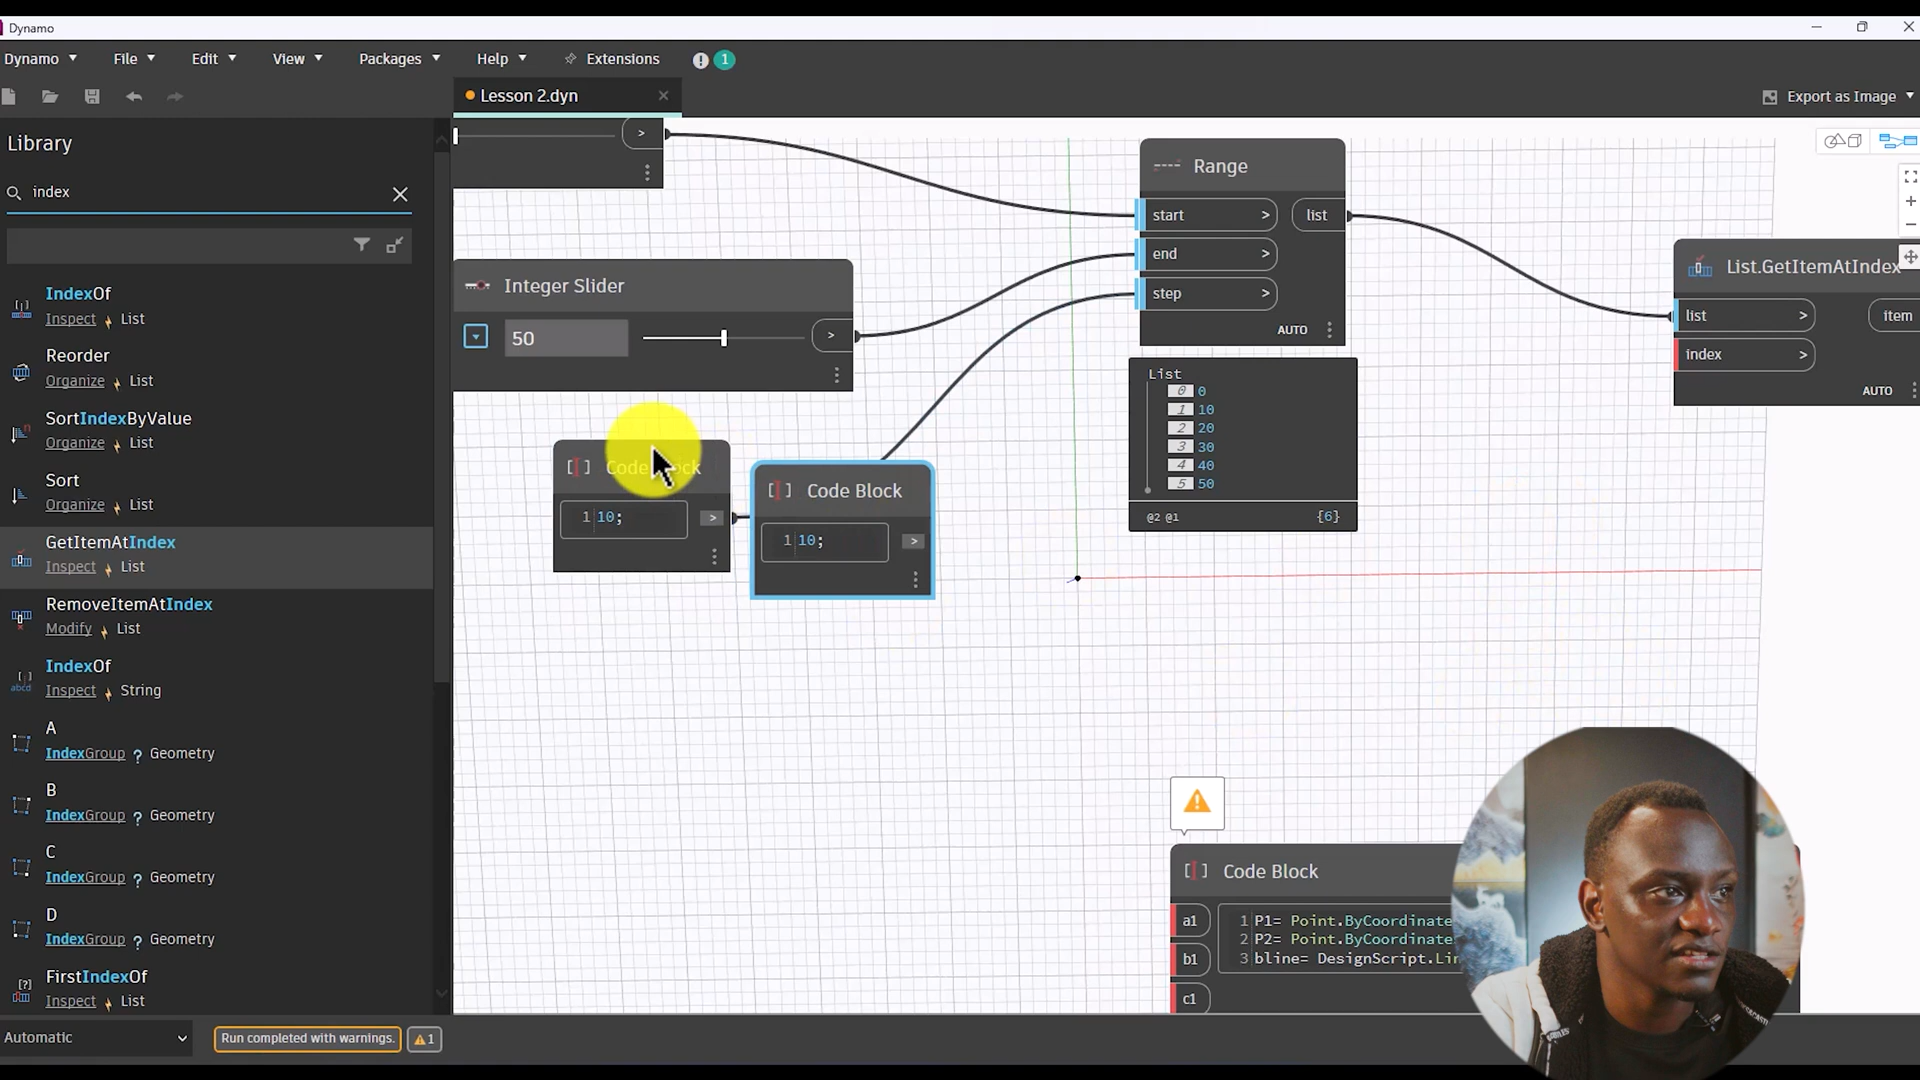 Dynamo
Dynamo File Edit View Packages Help Extensions 1
Lesson 2.dyn
Export as Image
Library
index
IndexOf
Inspect List
Reorder
Organize List
SortIndexByValue
Organize List
Sort
Organize List
GetItemAtIndex
Inspect List
RemoveItemAtIndex
Modify List
IndexOf
Inspect String
A
IndexGroup ? Geometry
B
IndexGroup ? Geometry
C
IndexGroup ? Geometry
D
IndexGroup ? Geometry
FirstIndexOf
Inspect List
Automatic
Run completed with warnings.
1
>
Integer Slider
50 >
Code Block
1 10; >
Code Block
1 10; >
Range
start > list
end >
step >
AUTO
List
0 0
1 10
2 20
3 30
4 40
5 50
@2 @1 {6}
List.GetItemAtIndex
list > item
index >
AUTO
Code Block
a1
b1
c1
1 P1= Point.ByCoordinate
2 P2= Point.ByCoordinate
3 bline= DesignScript.Lin